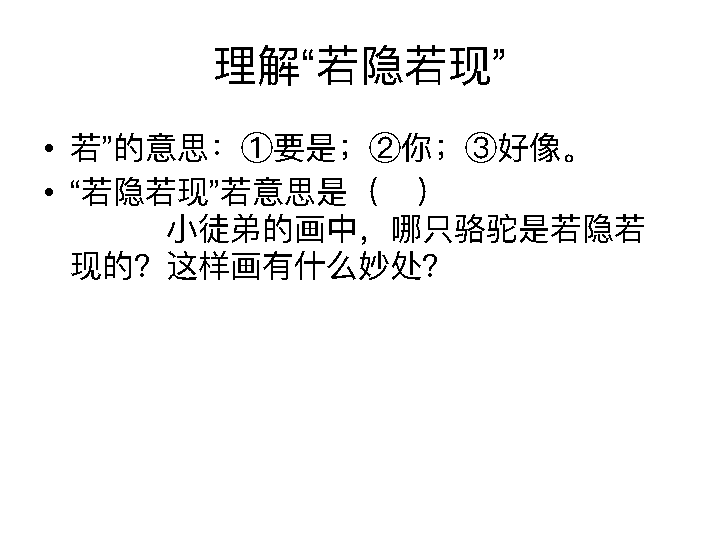 理解“若隐若现”
• 若”的意思：①要是；②你；③好像。
• “若隐若现”若意思是（　）
小徒弟的画中，哪只骆驼是若隐若
现的？这样画有什么妙处？